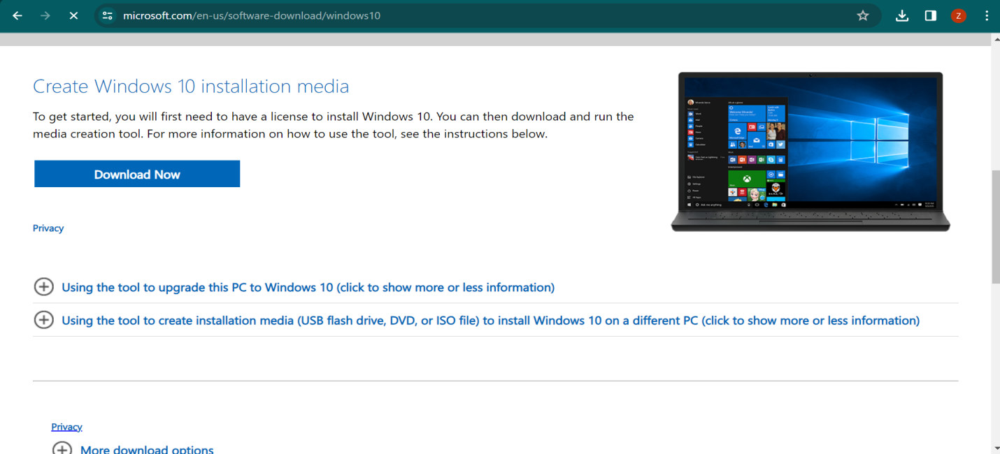 microsoft.com/en-us/software-download/windows10
Z
Create Windows 10 installation media
To get started, you will first need to have a license to install Windows 10. You can then download and run the
media creation tool. For more information on how to use the tool, see the instructions below.
Download Now
Privacy
Using the tool to upgrade this PC to Windows 10 (click to show more or less information)
Using the tool to create installation media (USB flash drive, DVD, or ISO file) to install Windows 10 on a different PC (click to show more or less information)
Privacy
More download options